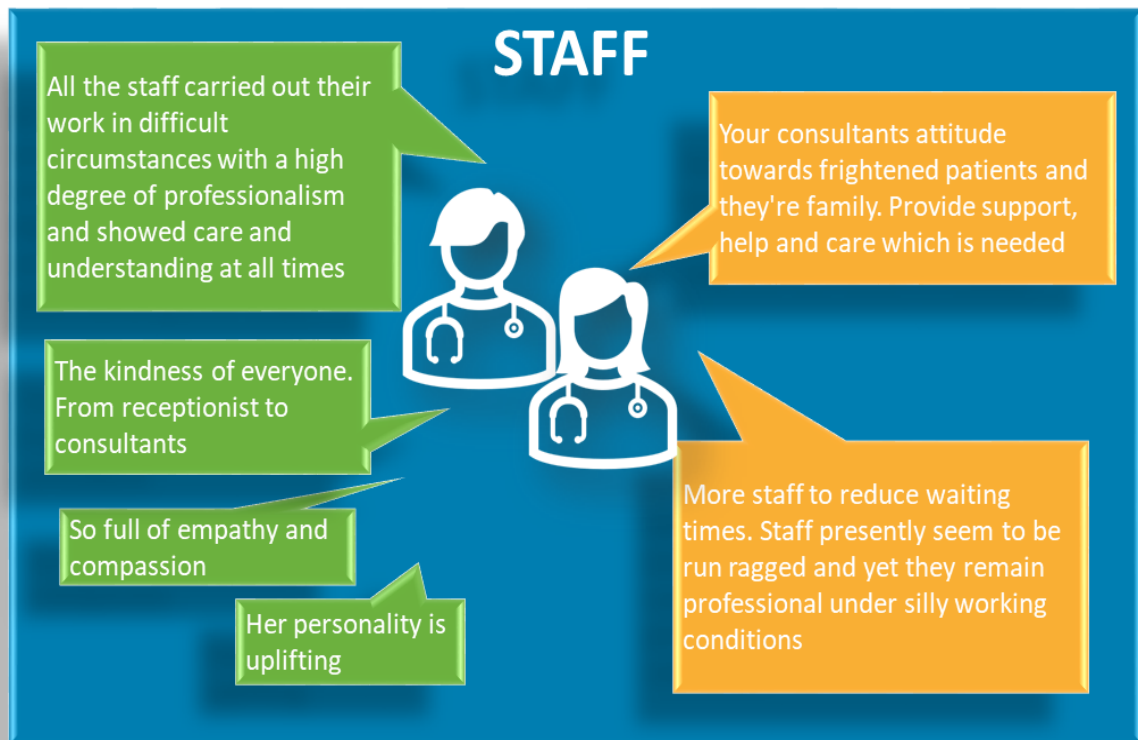 STAFF
All the staff carried out their
work in difficult
circumstances with a high
degree of professionalism
and showed care and
understanding at all times
The kindness of everyone.
From receptionist to
consultants
So full of empathy and
compassion
Her personality is
uplifting
Your consultants attitude
towards frightened patients and
they're family. Provide support,
help and care which is needed
More staff to reduce waiting
times. Staff presently seem to be
run ragged and yet they remain
professional under silly working
conditions